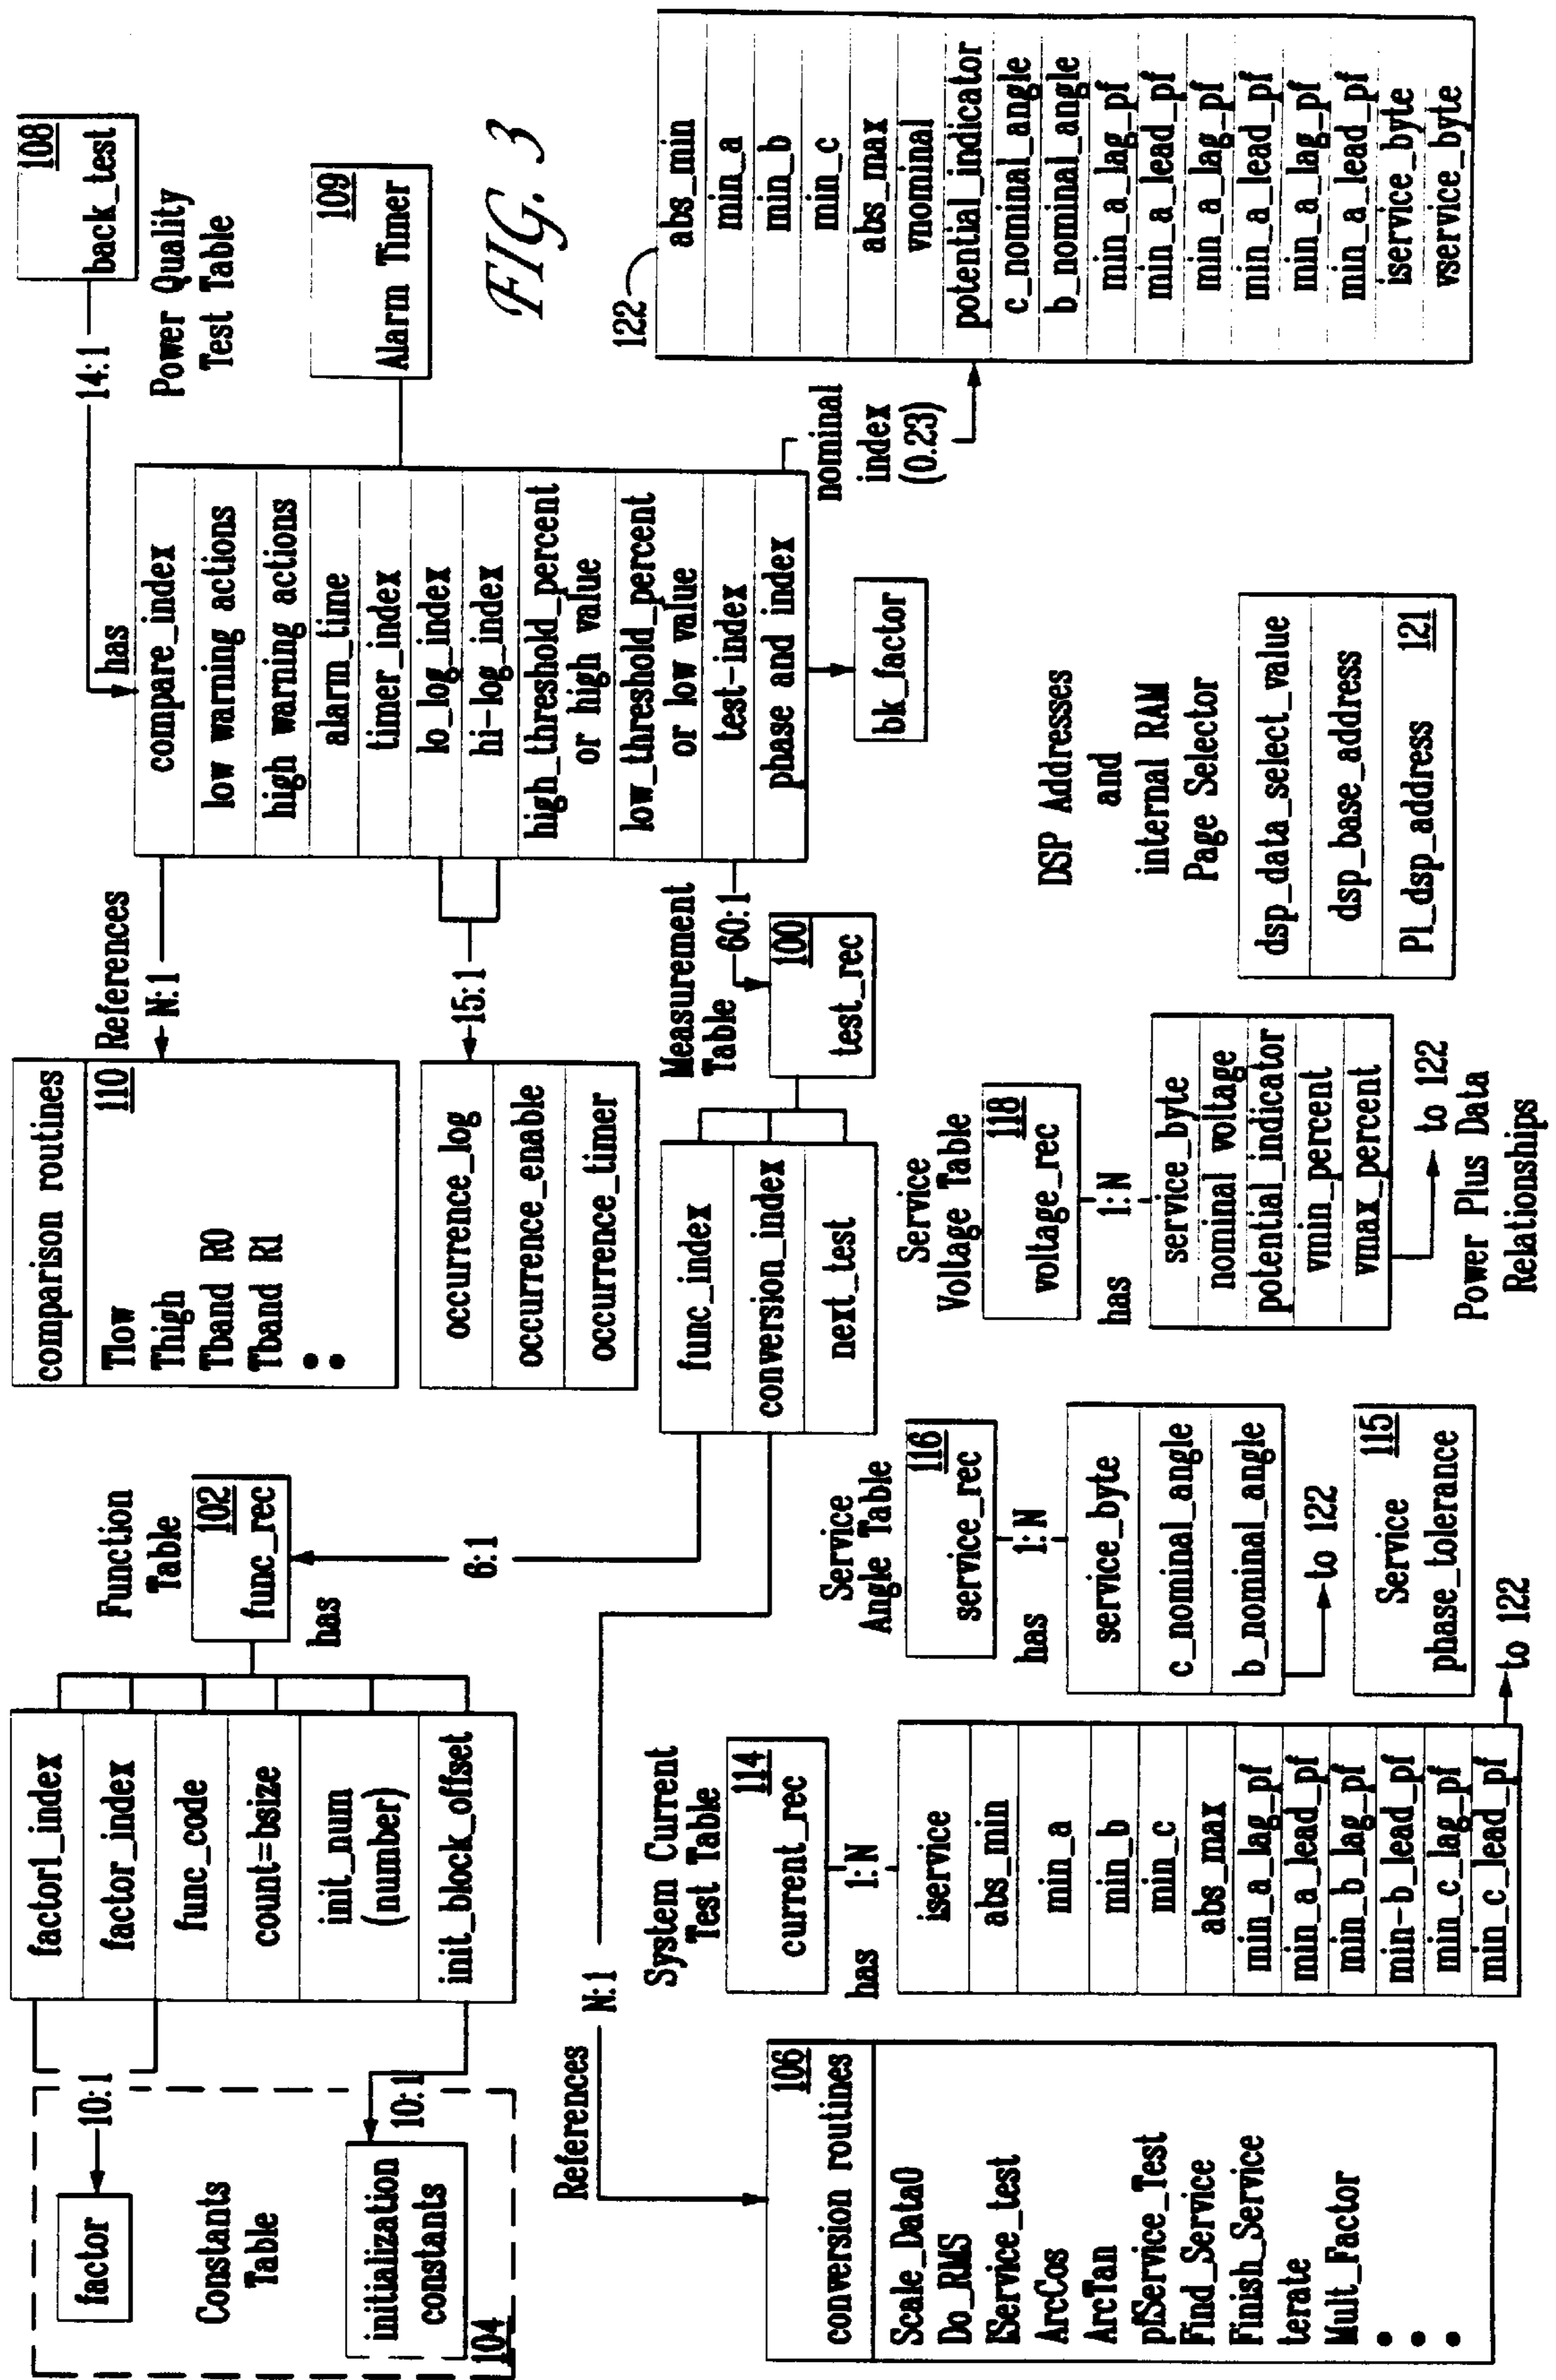 FIG. 3
104
factor
10:1
Constants
Table
initialization
constants
10:1
factor1_index
factor_index
func_code
count=bsize
init_num
(number)
init_block_offset
Function
Table
102
func_rec
has
6:1
comparison routines
110
Tlow
Thigh
Tband R0
Tband R1
References
N:1
occurrence_log
occurrence_enable
occurrence_timer
15:1
14:1
108
back_test
Power Quality
Test Table
has
compare_index
low warning actions
high warning actions
alarm_time
timer_index
lo_log_index
hi-log_index
high_threshold_percent
or high value
low_threshold_percent
or low value
test-index
phase and index
109
Alarm Timer
bk_factor
nominal
index
(0.23)
122
abs_min
min_a
min_b
min_c
abs_max
vnominal
potential_indicator
c_nominal_angle
b_nominal_angle
min_a_lag_pf
min_a_lead_pf
min_a_lag_pf
min_a_lead_pf
min_a_lag_pf
min_a_lead_pf
iservice_byte
vservice_byte
60:1
Measurement
Table
100
test_rec
func_index
conversion_index
next_test
N:1
References
106
conversion routines
Scale_Data0
Do_RMS
IService_test
ArcCos
ArcTan
pfService_Test
Find_Service
Finish_Service
terate
Mult_Factor
System Current
Test Table
114
current_rec
has
1:N
iservice
abs_min
min_a
min_b
min_c
abs_max
min_a_lag_pf
min_a_lead_pf
min_b_lag_pf
min-b_lead_pf
min_c_lag_pf
min_c_lead_pf
to 122
Service
Angle Table
116
service_rec
has
1:N
service_byte
c_nominal_angle
b_nominal_angle
to 122
115
Service
phase_tolerance
Service
Voltage Table
118
voltage_rec
has
1:N
service_byte
nominal voltage
potential_indicator
vmin_percent
vmax_percent
to 122
Power Plus Data
Relationships
DSP Addresses
and
internal RAM
Page Selector
dsp_data_select_value
dsp_base_address
P1_dsp_address
121